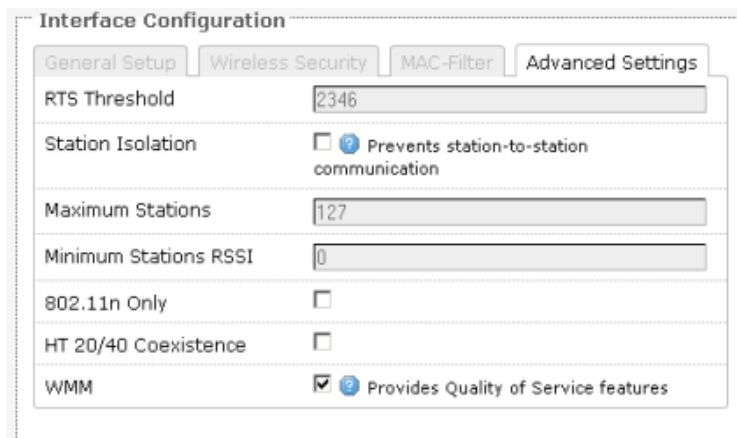 Interface Configuration
General Setup Wireless Security MAC-Filter Advanced Settings
RTS Threshold 2346
Station Isolation Prevents station-to-station
communication
Maximum Stations 127
Minimum Stations RSSI 0
802.11n Only
HT 20/40 Coexistence
WMM Provides Quality of Service features